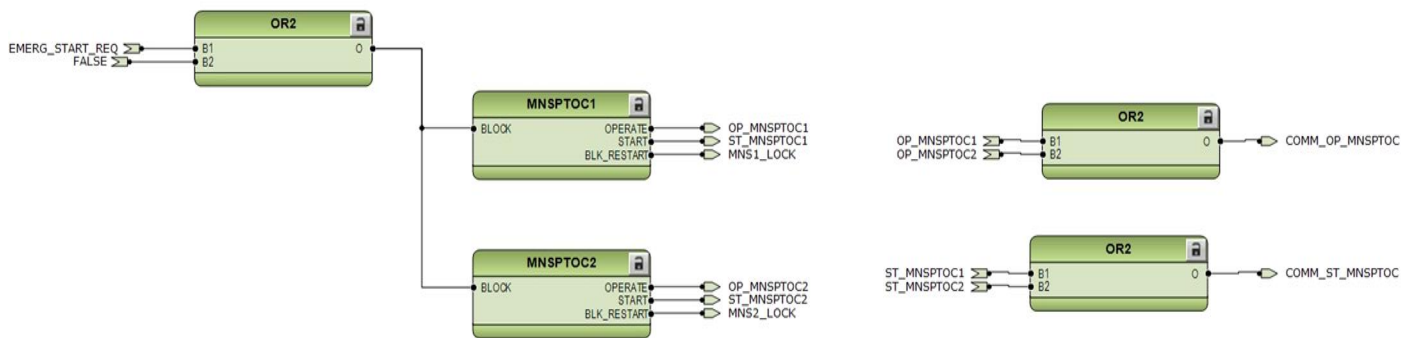 OR2
EMERG_START_REQ B1 O
FALSE B2
MNSPTOC1
BLOCK OPERATE OP_MNSPTOC1
START ST_MNSPTOC1
BLK_RESTART MNS1_LOCK
MNSPTOC2
BLOCK OPERATE OP_MNSPTOC2
START ST_MNSPTOC2
BLK_RESTART MNS2_LOCK
OR2
OP_MNSPTOC1 B1 O COMM_OP_MNSPTOC
OP_MNSPTOC2 B2
OR2
ST_MNSPTOC1 B1 O COMM_ST_MNSPTOC
ST_MNSPTOC2 B2